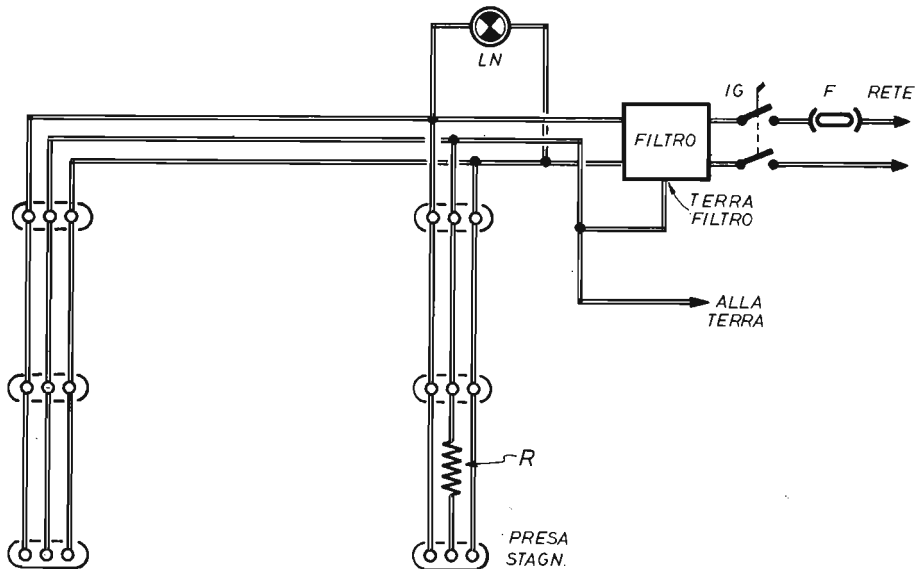 LN
IG
F
RETE
FILTRO
TERRA
FILTRO
ALLA
TERRA
R
PRESA
STAGN.